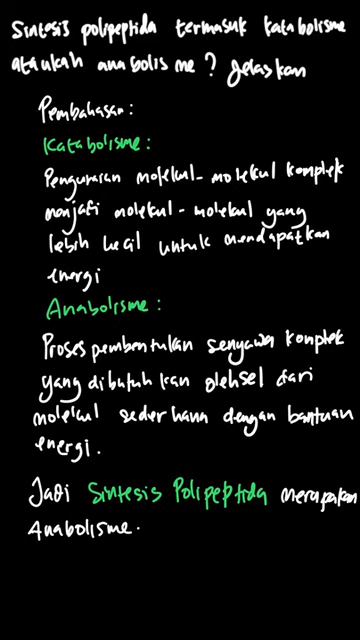 Sintesis polipeptida termasuk katabolisme
ataukah anabolisme? Jelaskan
Pembahasan:
Katabolisme:
Penguraian molekul-molekul komplek
menjadi molekul-molekul yang
lebih kecil untuk mendapatkan
energi
Anabolisme:
Proses pembentukan senyawa komplek
yang dibutuhkan oleh sel dari
molekul sederhana dengan bantuan
energi.
Jadi Sintesis Polipeptida merupakan
Anabolisme.